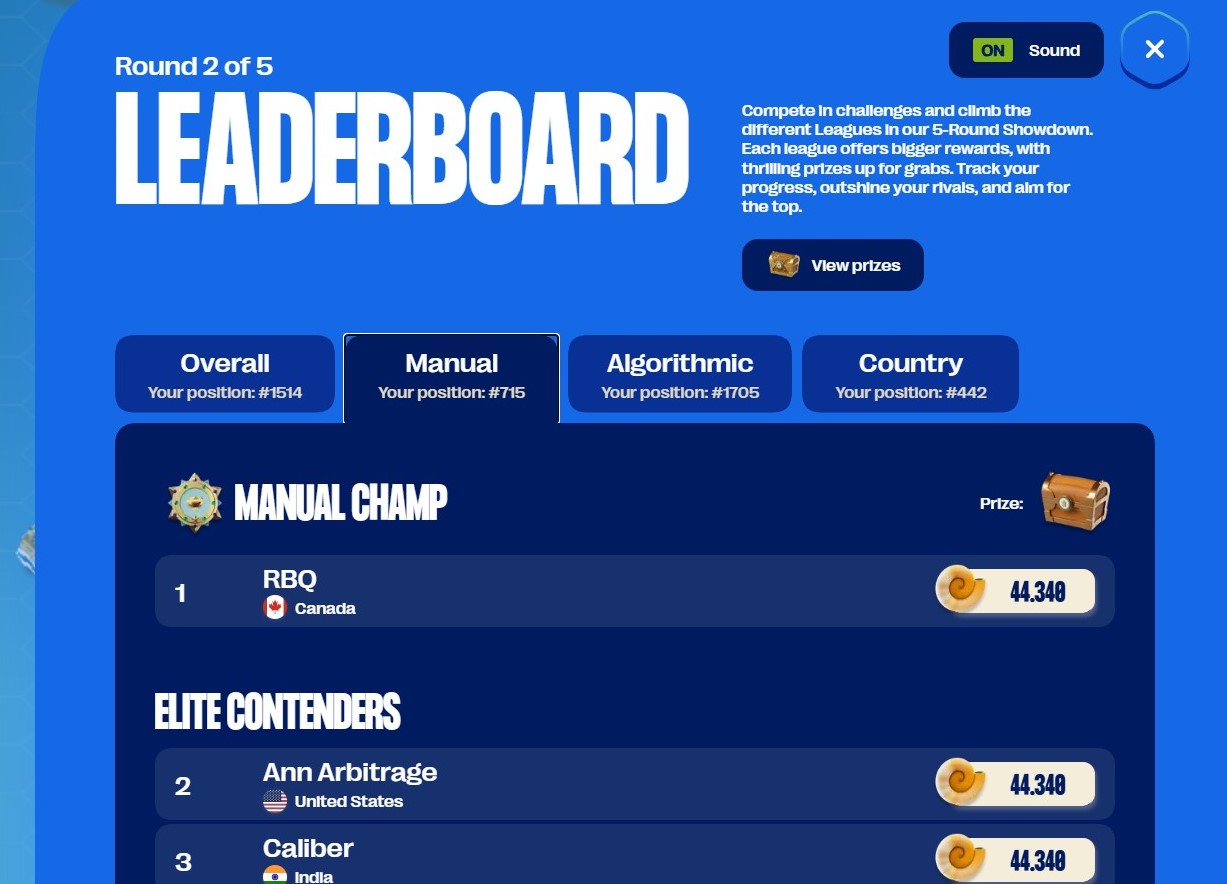 Round 2 of 5
LEADERBOARD
ON Sound
Compete in challenges and climb the
different Leagues in our 5-Round Showdown.
Each league offers bigger rewards, with
thrilling prizes up for grabs. Track your
progress, outshine your rivals, and aim for
the top.
View prizes
Overall
Your position: #1514
Manual
Your position: #715
Algorithmic
Your position: #1705
Country
Your position: #442
MANUAL CHAMP
Prize:
1
RBQ
Canada
44.340
ELITE CONTENDERS
2
Ann Arbitrage
United States
44.340
3
Caliber
India
44.340